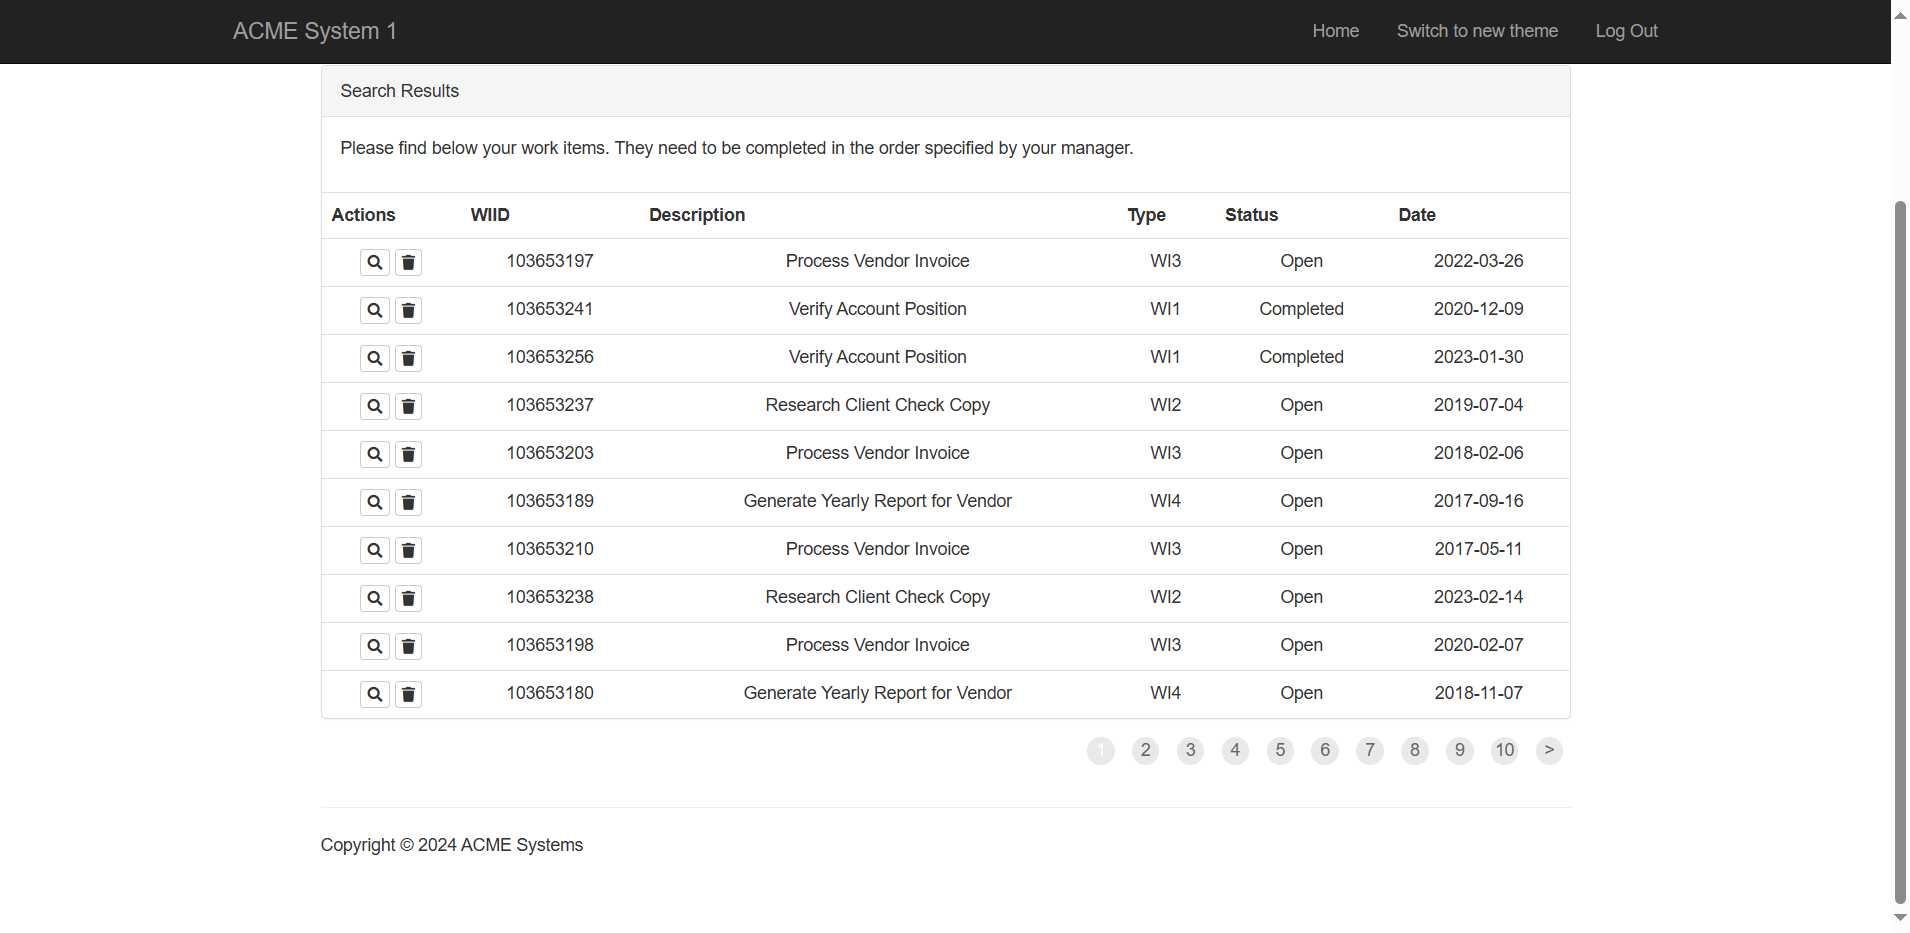 ACME System 1 Home Switch to new theme Log Out
Search Results
Please find below your work items. They need to be completed in the order specified by your manager.
Actions WIID Description Type Status Date
103653197 Process Vendor Invoice WI3 Open 2022-03-26
103653241 Verify Account Position WI1 Completed 2020-12-09
103653256 Verify Account Position WI1 Completed 2023-01-30
103653237 Research Client Check Copy WI2 Open 2019-07-04
103653203 Process Vendor Invoice WI3 Open 2018-02-06
103653189 Generate Yearly Report for Vendor WI4 Open 2017-09-16
103653210 Process Vendor Invoice WI3 Open 2017-05-11
103653238 Research Client Check Copy WI2 Open 2023-02-14
103653198 Process Vendor Invoice WI3 Open 2020-02-07
103653180 Generate Yearly Report for Vendor WI4 Open 2018-11-07
1 2 3 4 5 6 7 8 9 10 >
Copyright © 2024 ACME Systems